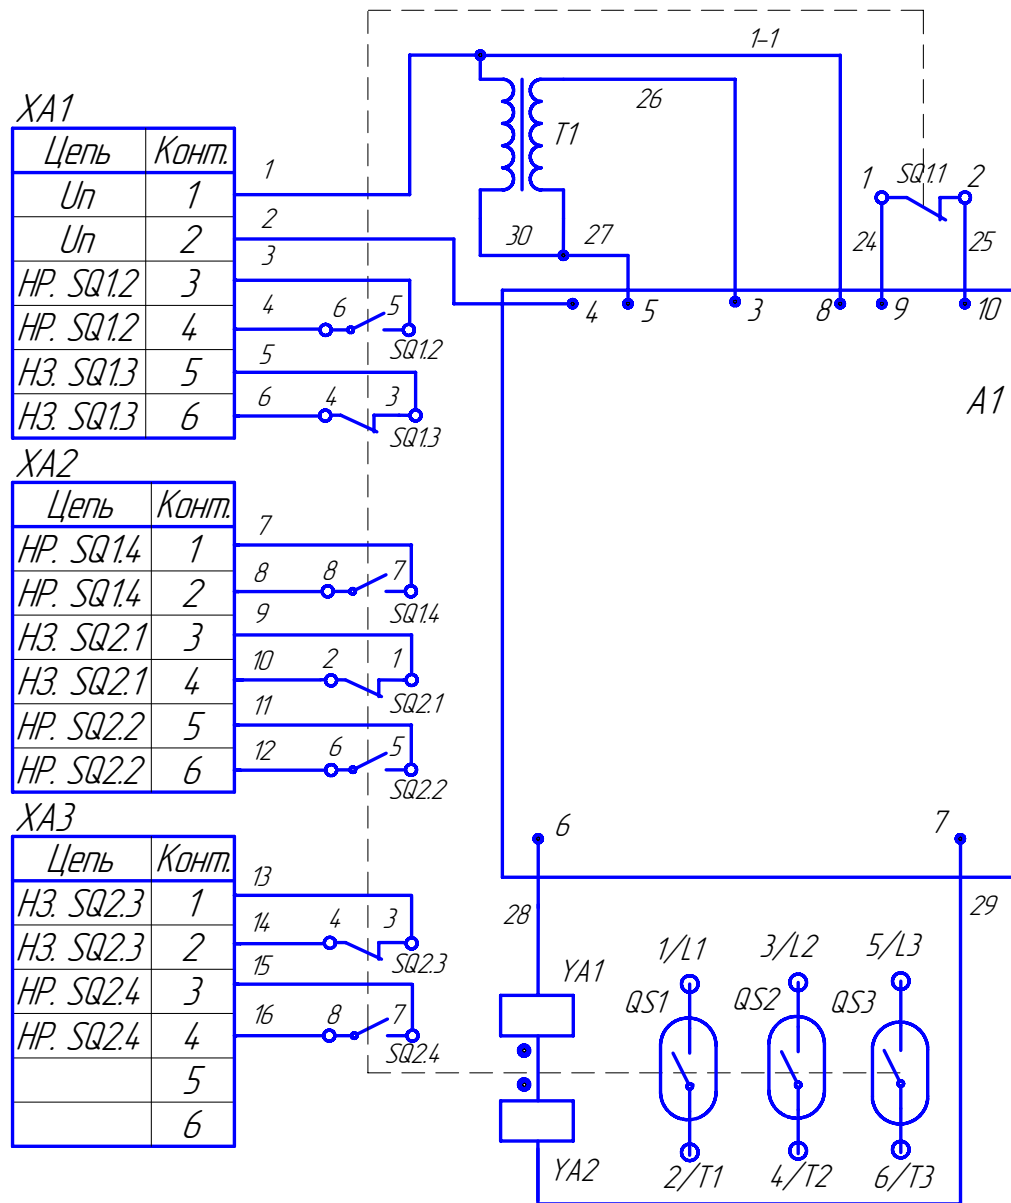 1-1
26
XA1
T1
Цепь Конт.
1
1 SQ1.1 2
Uп 1
2
30 27
24 25
Uп 2
3
НР. SQ1.2 3
4 6 5
4 5 3 8 9 10
НР. SQ1.2 4
SQ1.2
5
НЗ. SQ1.3 5
6 4 3
A1
НЗ. SQ1.3 6
SQ1.3
XA2
Цепь Конт.
7
НР. SQ1.4 1
8 8 7
НР. SQ1.4 2
SQ1.4
9
НЗ. SQ2.1 3
10 2 1
НЗ. SQ2.1 4
SQ2.1
11
НР. SQ2.2 5
12 6 5
НР. SQ2.2 6
SQ2.2
XA3
6 7
Цепь Конт.
13
НЗ. SQ2.3 1
28 29
14 4 3
НЗ. SQ2.3 2
SQ2.3
1/L1 3/L2 5/L3
15
YA1
НР. SQ2.4 3
QS1 QS2 QS3
16 8 7
НР. SQ2.4 4
SQ2.4
5
6
YA2
2/T1 4/T2 6/T3